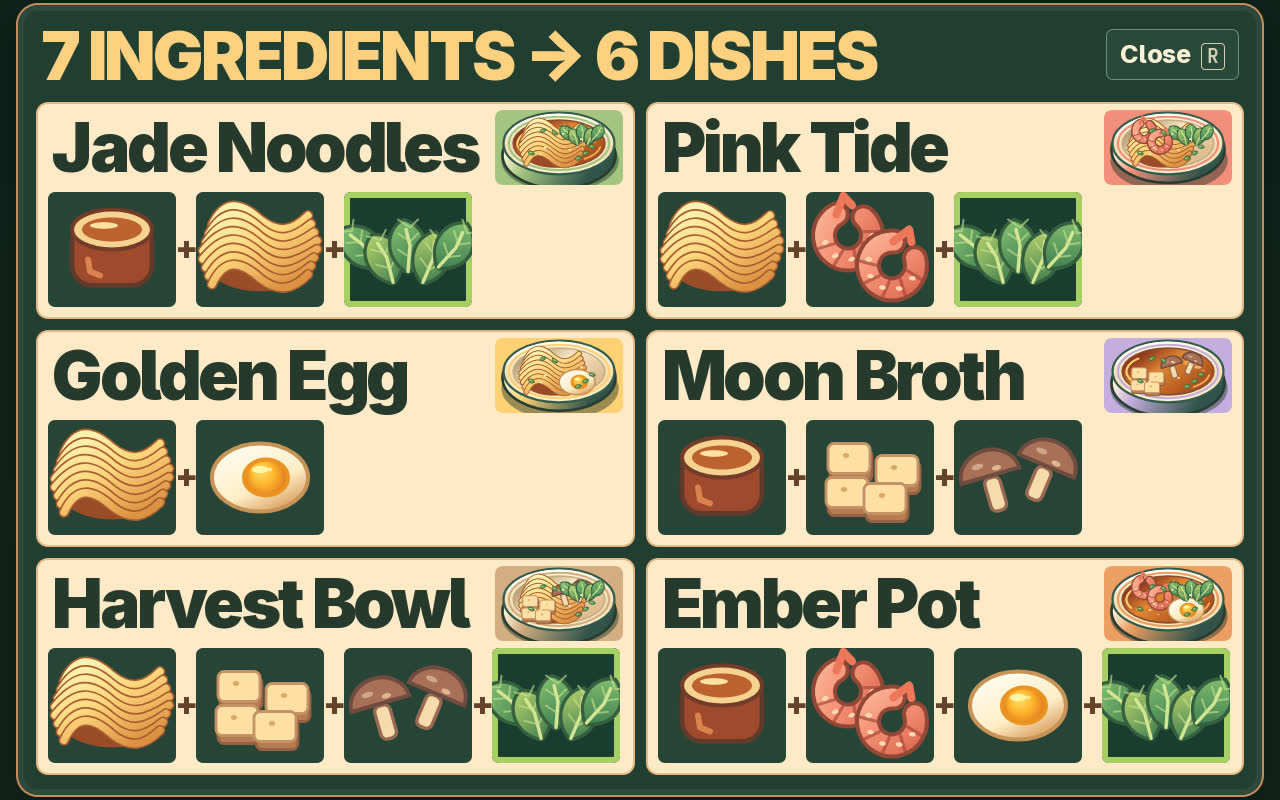 7 INGREDIENTS → 6 DISHES
Close R
Jade Noodles
Pink Tide
+ +
+ +
Golden Egg
Moon Broth
+
+ +
Harvest Bowl
Ember Pot
+ + +
+ + +